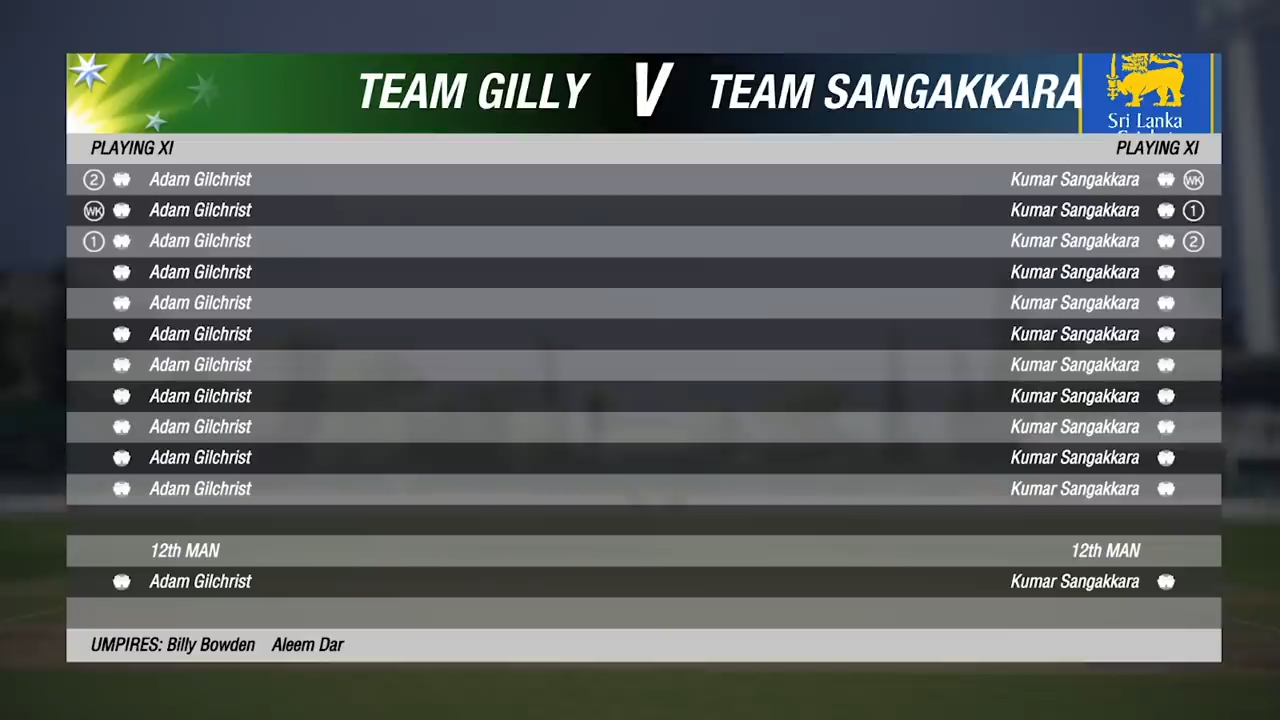 TEAM GILLY V TEAM SANGAKKARA
Sri Lanka
Cricket
PLAYING XI PLAYING XI
2 Adam Gilchrist Kumar Sangakkara WK
WK Adam Gilchrist Kumar Sangakkara 1
1 Adam Gilchrist Kumar Sangakkara 2
Adam Gilchrist Kumar Sangakkara
Adam Gilchrist Kumar Sangakkara
Adam Gilchrist Kumar Sangakkara
Adam Gilchrist Kumar Sangakkara
Adam Gilchrist Kumar Sangakkara
Adam Gilchrist Kumar Sangakkara
Adam Gilchrist Kumar Sangakkara
Adam Gilchrist Kumar Sangakkara
12th MAN 12th MAN
Adam Gilchrist Kumar Sangakkara
UMPIRES: Billy Bowden Aleem Dar